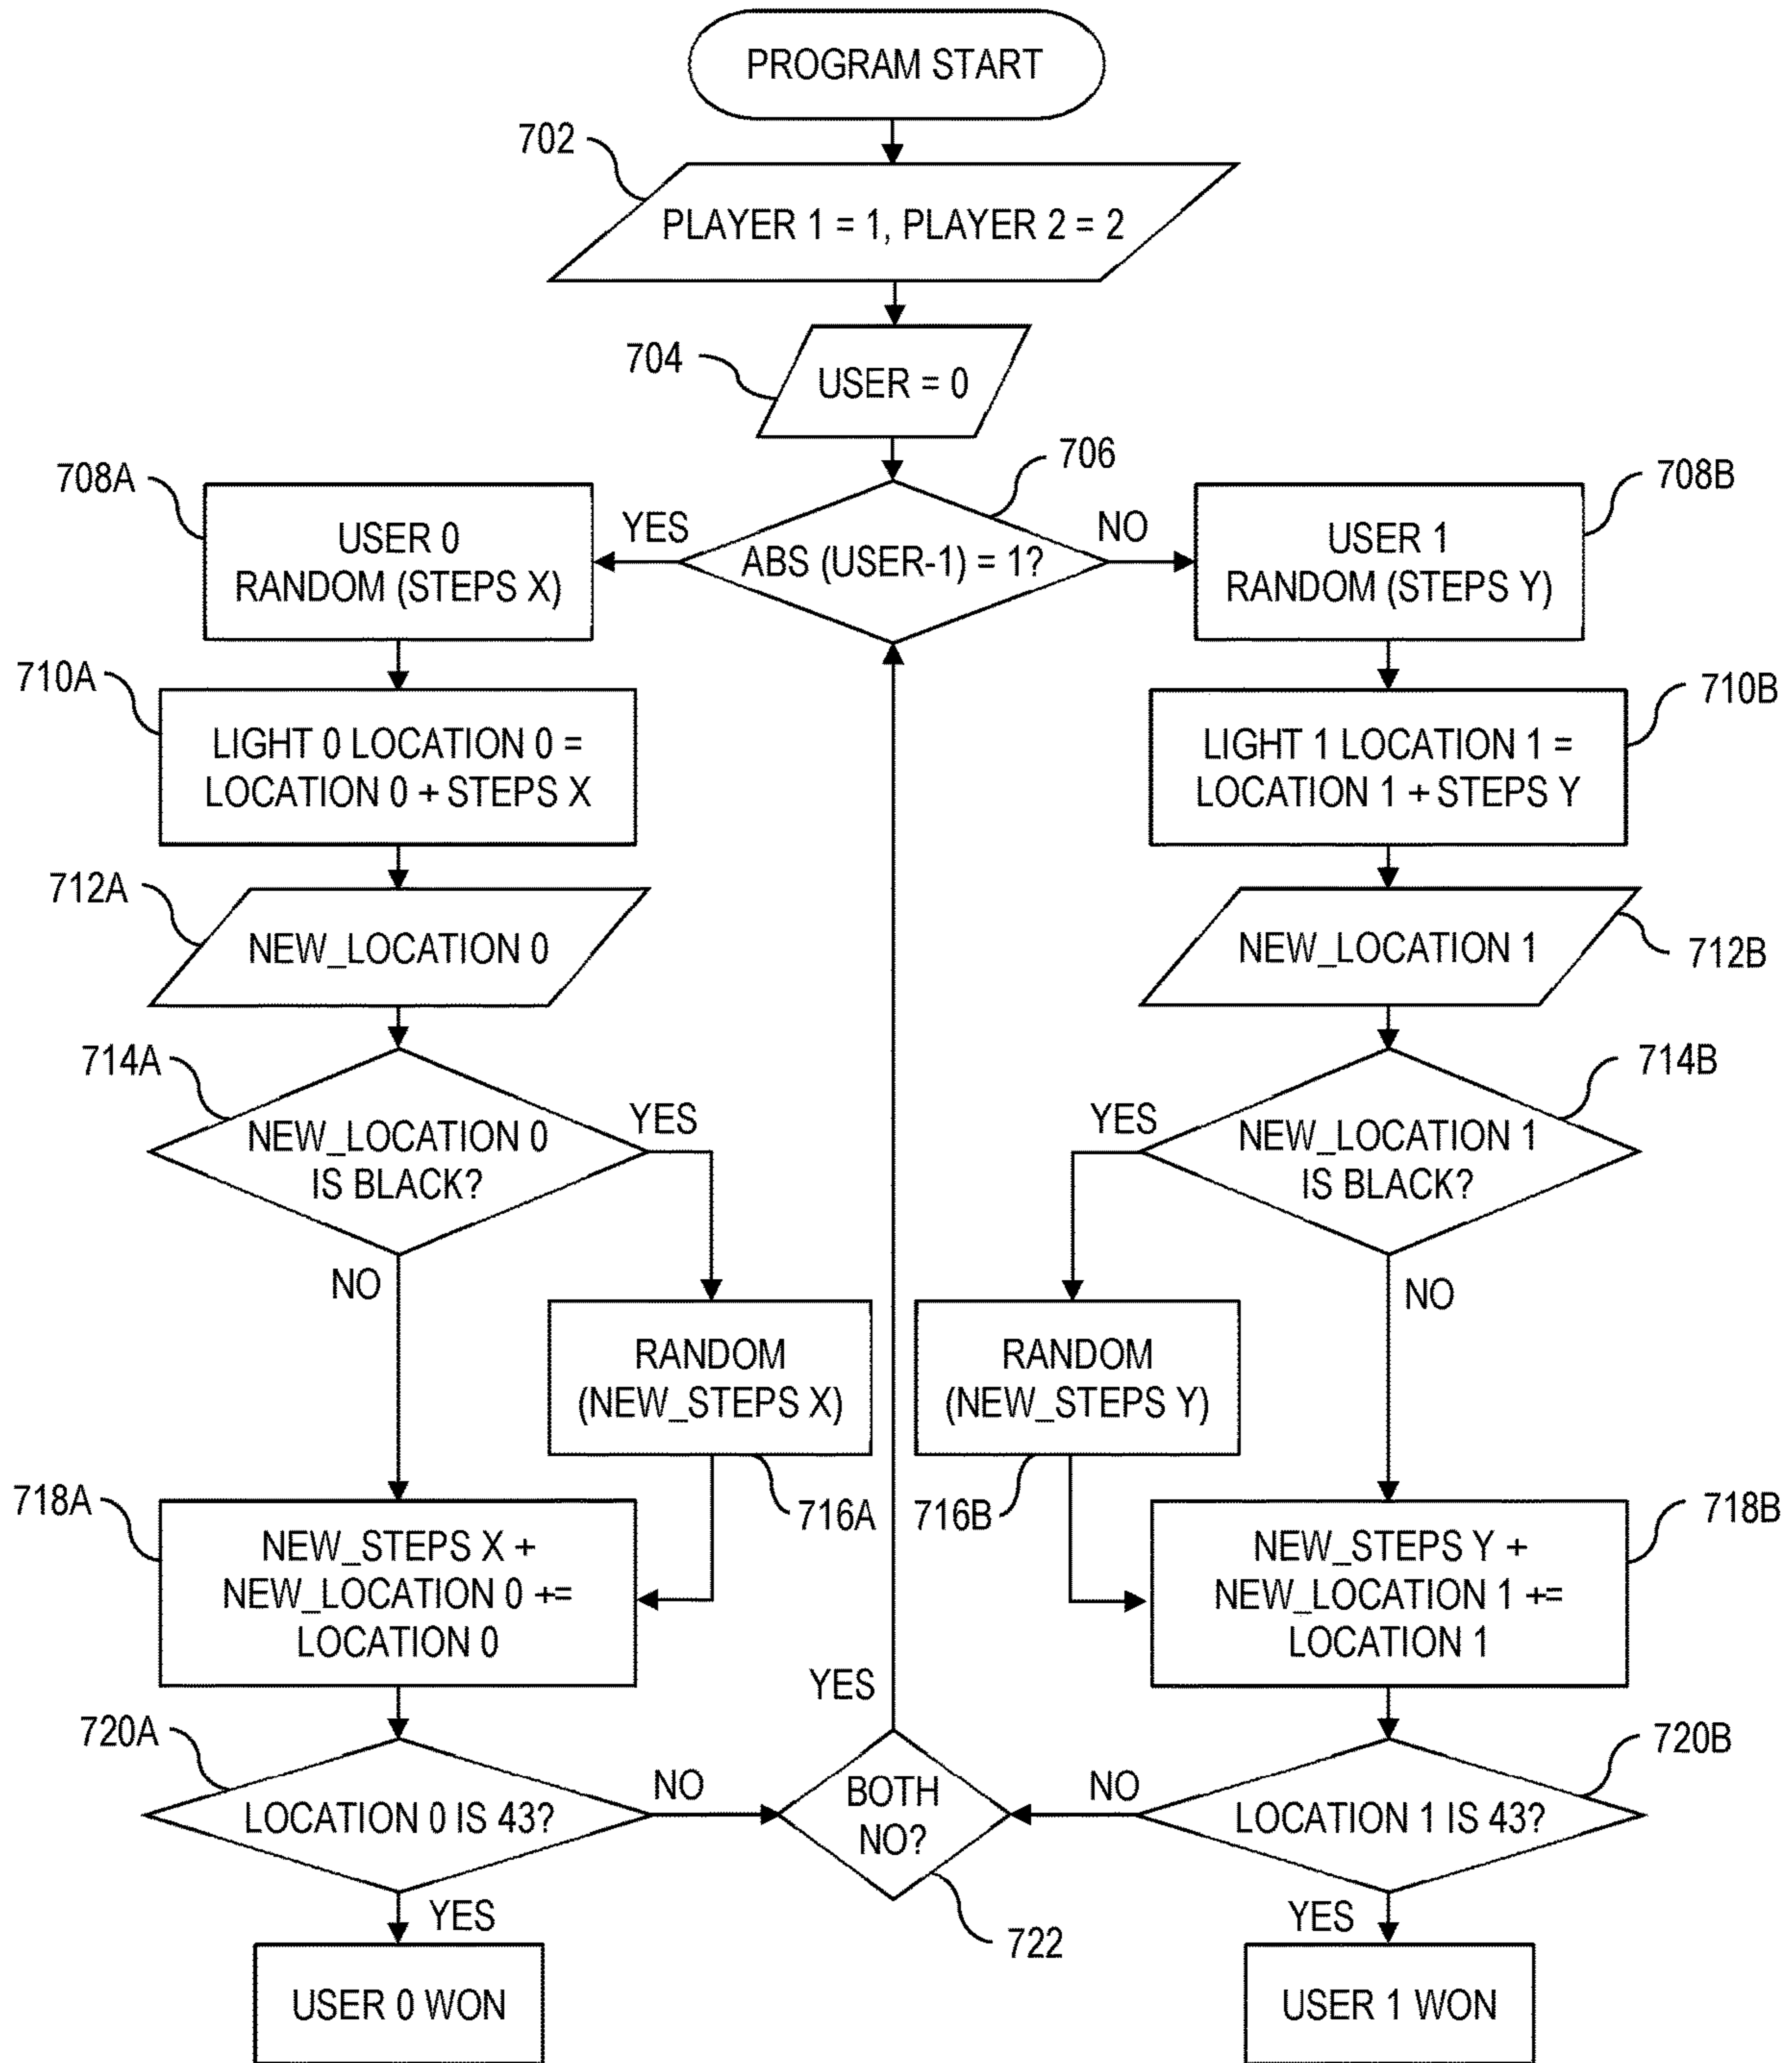 PROGRAM START
702
PLAYER 1 = 1, PLAYER 2 = 2
704
USER = 0
706
ABS (USER-1) = 1?
YES
NO
708A
USER 0
RANDOM (STEPS X)
708B
USER 1
RANDOM (STEPS Y)
710A
LIGHT 0 LOCATION 0 =
LOCATION 0 + STEPS X
710B
LIGHT 1 LOCATION 1 =
LOCATION 1 + STEPS Y
712A
NEW_LOCATION 0
712B
NEW_LOCATION 1
714A
NEW_LOCATION 0
IS BLACK?
YES
NO
714B
NEW_LOCATION 1
IS BLACK?
YES
NO
RANDOM
(NEW_STEPS X)
716A
RANDOM
(NEW_STEPS Y)
716B
718A
NEW_STEPS X +
NEW_LOCATION 0 +=
LOCATION 0
718B
NEW_STEPS Y +
NEW_LOCATION 1 +=
LOCATION 1
720A
LOCATION 0 IS 43?
NO
YES
BOTH
NO?
YES
722
720B
LOCATION 1 IS 43?
NO
YES
USER 0 WON
USER 1 WON